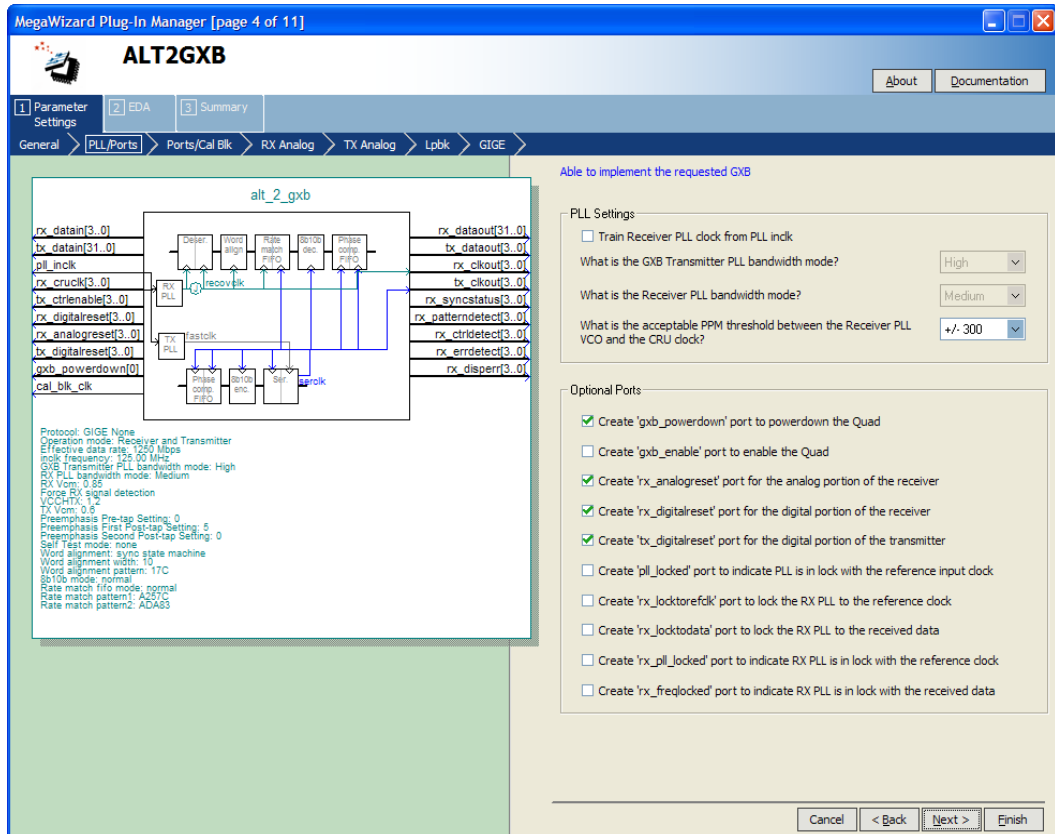 MegaWizard Plug-In Manager [page 4 of 11]
ALT2GXB
About
Documentation
1 Parameter Settings
2 EDA
3 Summary
General
PLL/Ports
Ports/Cal Blk
RX Analog
TX Analog
Lpbk
GIGE
alt_2_gxb
rx_datain[3..0]
tx_datain[31..0]
pll_inclk
rx_cruclk[3..0]
tx_ctrlenable[3..0]
rx_digitalreset[3..0]
rx_analogreset[3..0]
tx_digitalreset[3..0]
gxb_powerdown[0]
cal_blk_clk
Deser.
Word align
Rate match FIFO
8b10b dec.
Phase comp. FIFO
RX PLL
recovclk
TX PLL
fastclk
Phase comp. FIFO
8b10b enc.
Ser.
serclk
rx_dataout[31..0]
tx_dataout[3..0]
rx_clkout[3..0]
tx_clkout[3..0]
rx_syncstatus[3..0]
rx_patterndetect[3..0]
rx_ctrldetect[3..0]
rx_errdetect[3..0]
rx_disperr[3..0]
Protocol: GIGE None
Operation mode: Receiver and Transmitter
Effective data rate: 1250 Mbps
inclk frequency: 125.00 MHz
GXB Transmitter PLL bandwidth mode: High
RX PLL bandwidth mode: Medium
RX Vcm: 0.85
Force RX signal detection
VCCHTX: 1.2
TX Vcm: 0.6
Preemphasis Pre-tap Setting: 0
Preemphasis First Post-tap Setting: 5
Preemphasis Second Post-tap Setting: 0
Self Test mode: none
Word alignment: sync state machine
Word alignment width: 10
Word alignment pattern: 17C
8b10b mode: normal
Rate match fifo mode: normal
Rate match pattern1: A257C
Rate match pattern2: ADA83
Able to implement the requested GXB
PLL Settings
Train Receiver PLL clock from PLL inclk
What is the GXB Transmitter PLL bandwidth mode?
High
What is the Receiver PLL bandwidth mode?
Medium
What is the acceptable PPM threshold between the Receiver PLL
VCO and the CRU clock?
+/- 300
Optional Ports
Create 'gxb_powerdown' port to powerdown the Quad
Create 'gxb_enable' port to enable the Quad
Create 'rx_analogreset' port for the analog portion of the receiver
Create 'rx_digitalreset' port for the digital portion of the receiver
Create 'tx_digitalreset' port for the digital portion of the transmitter
Create 'pll_locked' port to indicate PLL is in lock with the reference input clock
Create 'rx_locktorefclk' port to lock the RX PLL to the reference clock
Create 'rx_locktodata' port to lock the RX PLL to the received data
Create 'rx_pll_locked' port to indicate RX PLL is in lock with the reference clock
Create 'rx_freqlocked' port to indicate RX PLL is in lock with the received data
Cancel
< Back
Next >
Finish